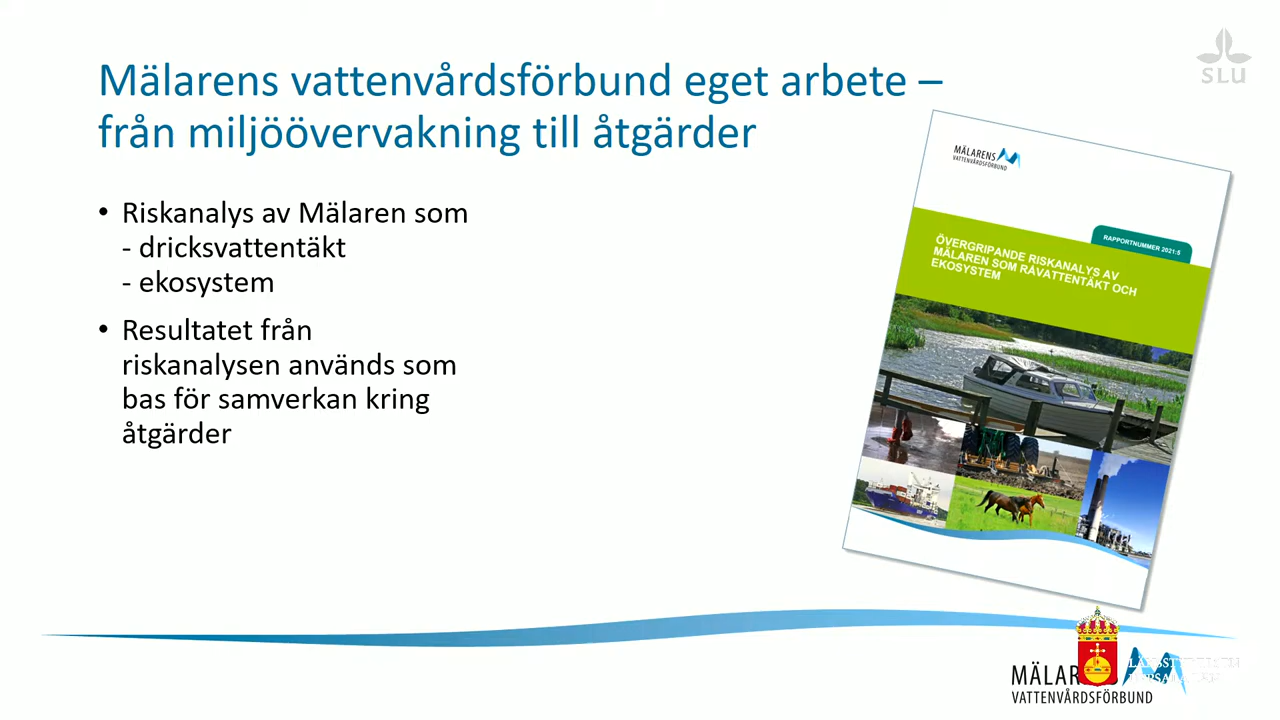 SLU
Mälarens vattenvårdsförbund eget arbete –
från miljöövervakning till åtgärder
• Riskanalys av Mälaren som
- dricksvattentäkt
- ekosystem
• Resultatet från
riskanalysen används som
bas för samverkan kring
åtgärder
MÄLARENS
VATTENVÅRDSFÖRBUND
RAPPORTNUMMER 2021:5
ÖVERGRIPANDE RISKANALYS AV
MÄLAREN SOM RÅVATTENTÄKT OCH
EKOSYSTEM
MÄLARENS
VATTENVÅRDSFÖRBUND